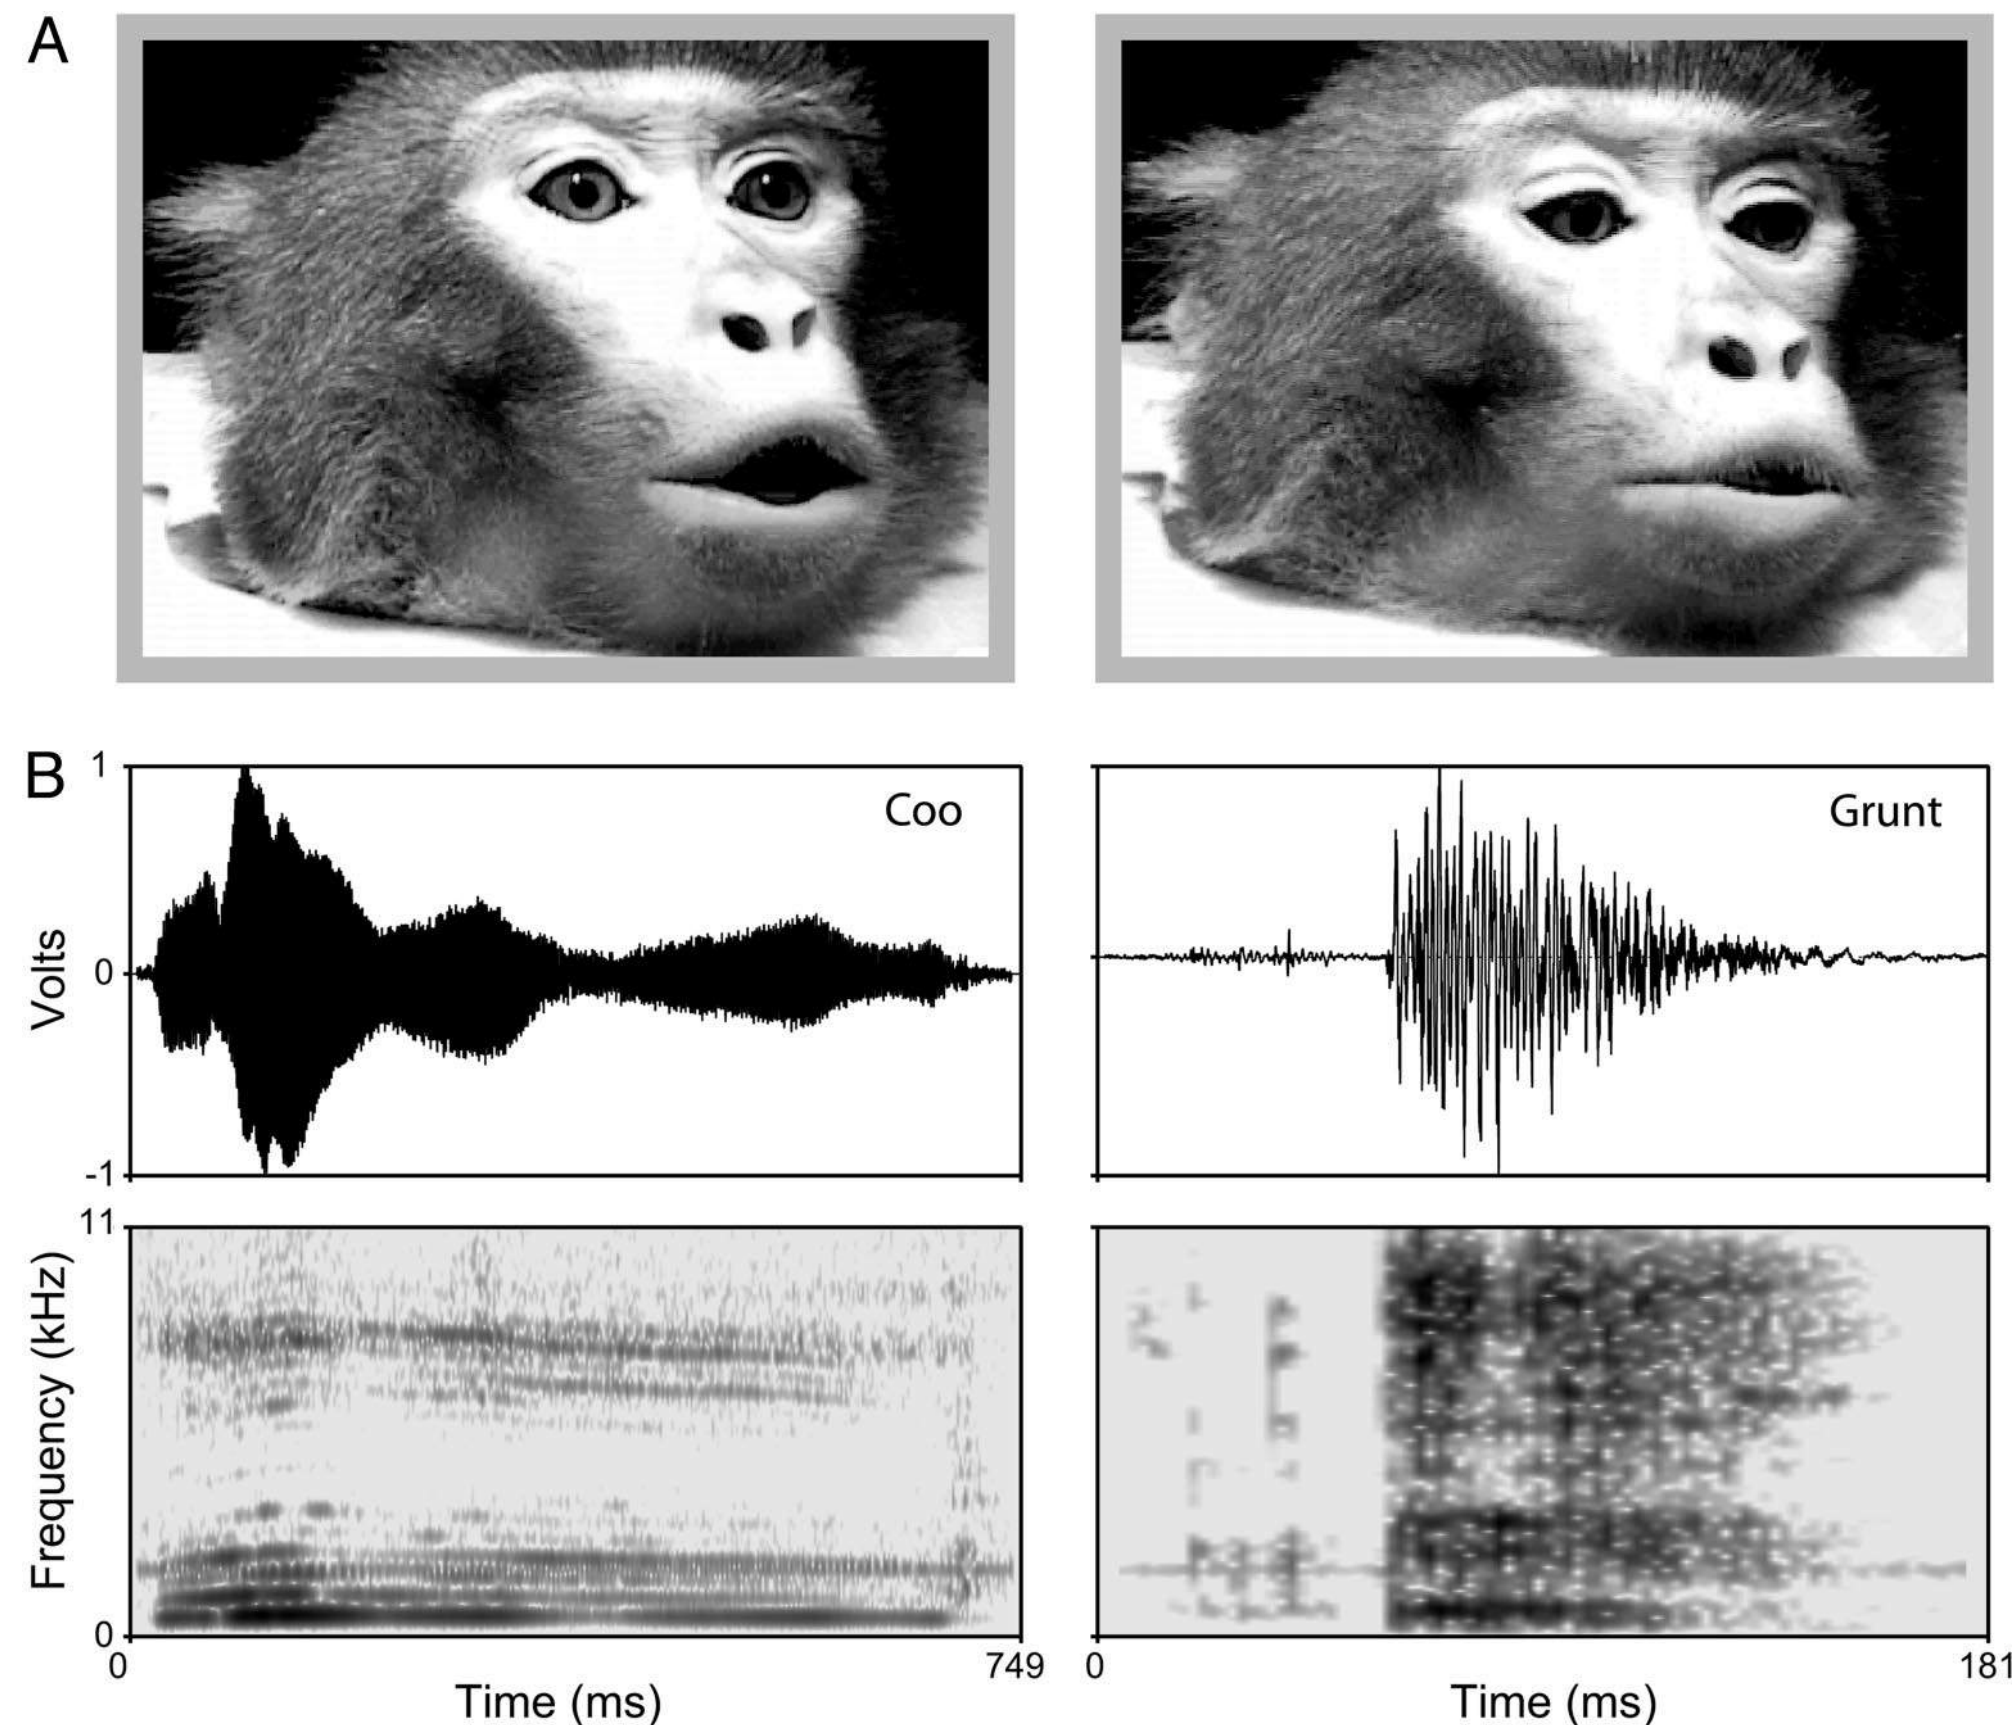 A
B
1
Coo
Grunt
Volts
0
-1
11
Frequency (kHz)
0
0
749
0
181
Time (ms)
Time (ms)